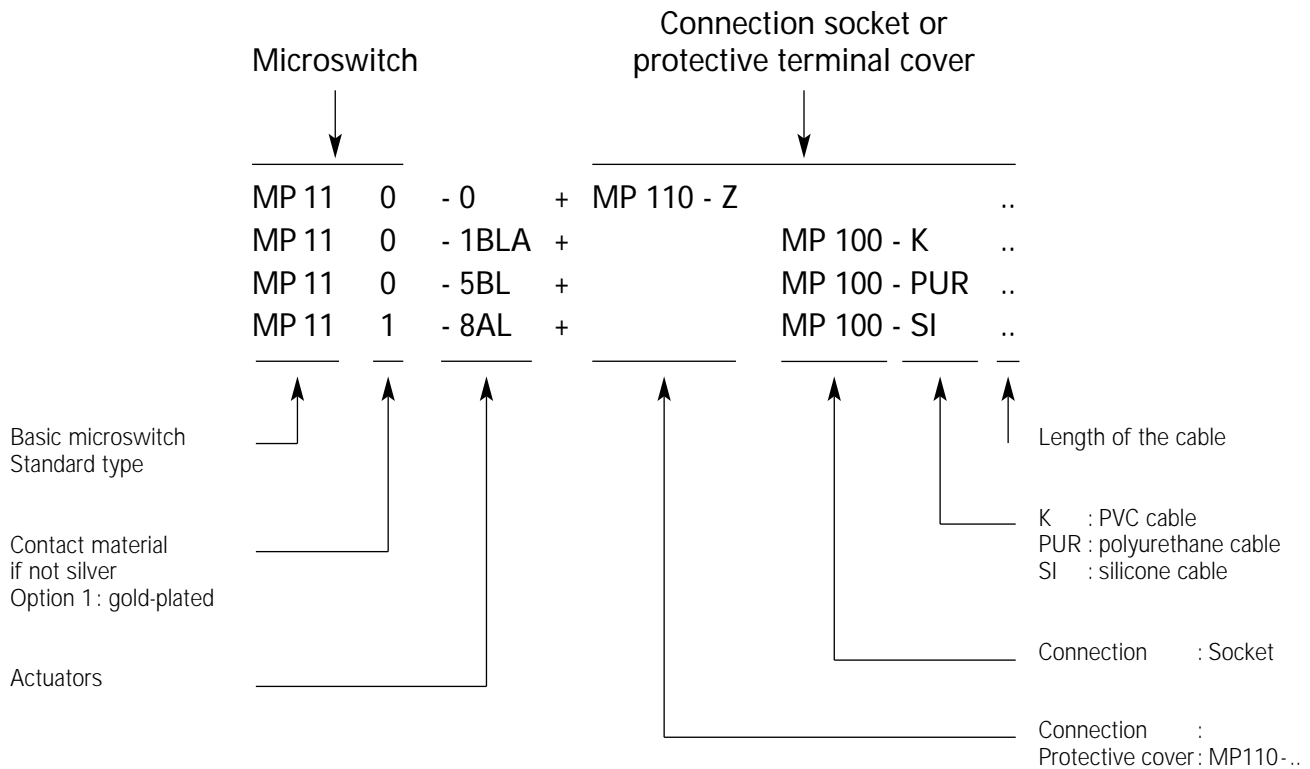 Connection socket or
Microswitch protective terminal cover
MP 11 0 - 0 + MP 110 - Z ..
MP 11 0 - 1BLA + MP 100 - K ..
MP 11 0 - 5BL + MP 100 - PUR ..
MP 11 1 - 8AL + MP 100 - SI ..
Basic microswitch
Standard type
Length of the cable
Contact material
if not silver
Option 1 : gold-plated
K : PVC cable
PUR : polyurethane cable
SI : silicone cable
Actuators
Connection : Socket
Connection :
Protective cover : MP110-..